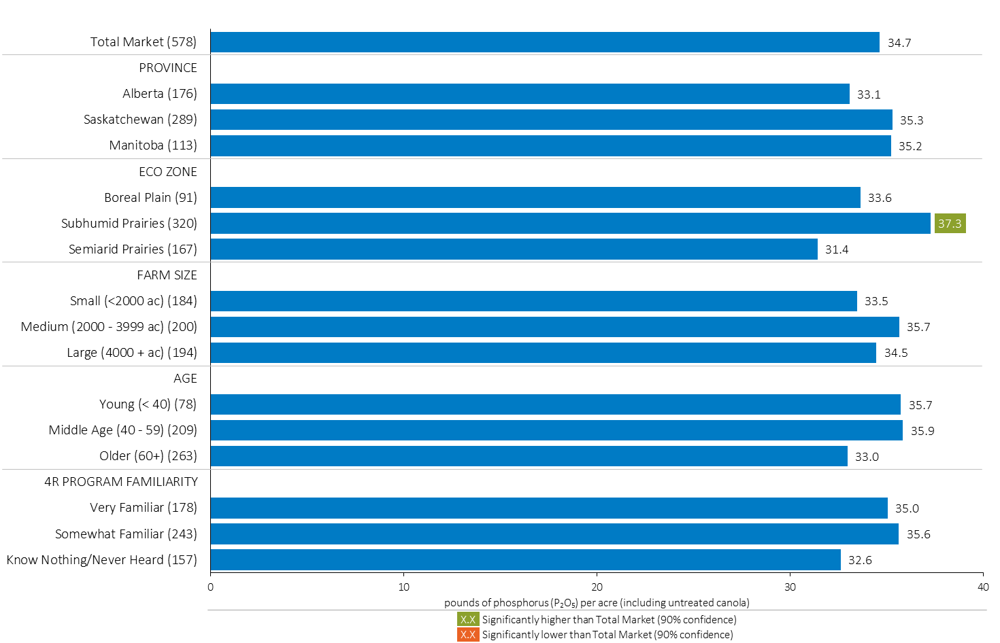 Total Market (578) 34.7
PROVINCE
Alberta (176) 33.1
Saskatchewan (289) 35.3
Manitoba (113) 35.2
ECO ZONE
Boreal Plain (91) 33.6
Subhumid Prairies (320) 37.3
Semiarid Prairies (167) 31.4
FARM SIZE
Small (<2000 ac) (184) 33.5
Medium (2000 - 3999 ac) (200) 35.7
Large (4000 + ac) (194) 34.5
AGE
Young (< 40) (78) 35.7
Middle Age (40 - 59) (209) 35.9
Older (60+) (263) 33.0
4R PROGRAM FAMILIARITY
Very Familiar (178) 35.0
Somewhat Familiar (243) 35.6
Know Nothing/Never Heard (157) 32.6
0 10 20 30 40
pounds of phosphorus (P₂O₅) per acre (including untreated canola)
X.X Significantly higher than Total Market (90% confidence)
X.X Significantly lower than Total Market (90% confidence)